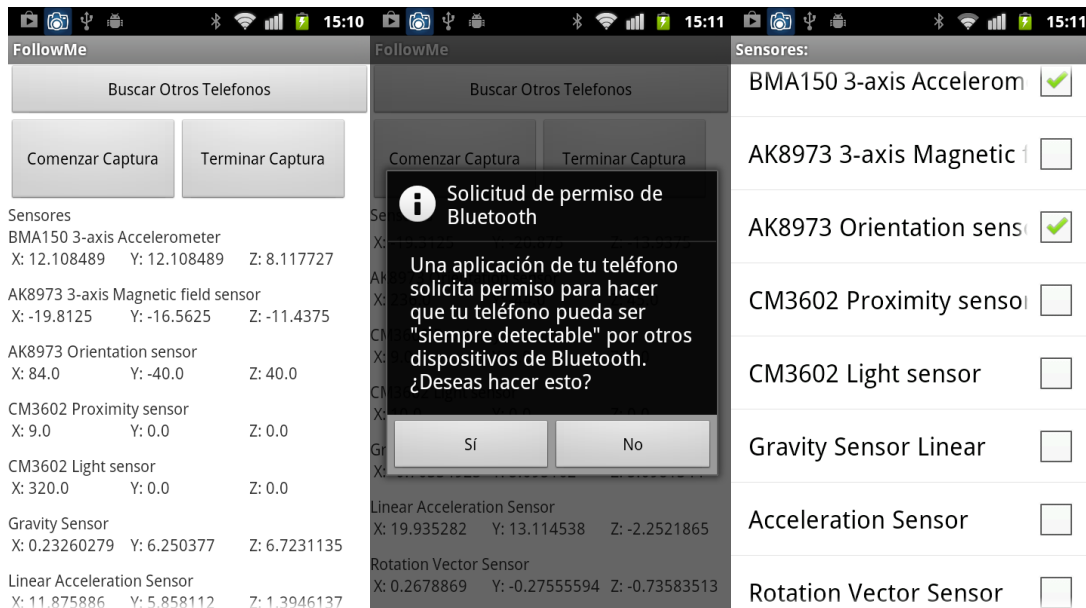 15:10
FollowMe
Buscar Otros Telefonos
Comenzar Captura
Terminar Captura
Sensores
BMA150 3-axis Accelerometer
X: 12.108489 Y: 12.108489 Z: 8.117727
AK8973 3-axis Magnetic field sensor
X: -19.8125 Y: -16.5625 Z: -11.4375
AK8973 Orientation sensor
X: 84.0 Y: -40.0 Z: 40.0
CM3602 Proximity sensor
X: 9.0 Y: 0.0 Z: 0.0
CM3602 Light sensor
X: 320.0 Y: 0.0 Z: 0.0
Gravity Sensor
X: 0.23260279 Y: 6.250377 Z: 6.7231135
Linear Acceleration Sensor
X: 11.875886 Y: 5.858112 Z: 1.3946137
15:11
FollowMe
Buscar Otros Telefonos
Comenzar Captura
Terminar Captura
Solicitud de permiso de
Bluetooth
Una aplicación de tu teléfono
solicita permiso para hacer
que tu teléfono pueda ser
"siempre detectable" por otros
dispositivos de Bluetooth.
¿Deseas hacer esto?
Sí
No
Linear Acceleration Sensor
X: 19.935282 Y: 13.114538 Z: -2.2521865
Rotation Vector Sensor
X: 0.2678869 Y: -0.27555594 Z: -0.73583513
15:11
Sensores:
BMA150 3-axis Accelerom
AK8973 3-axis Magnetic f
AK8973 Orientation senso
CM3602 Proximity sensor
CM3602 Light sensor
Gravity Sensor Linear
Acceleration Sensor
Rotation Vector Sensor